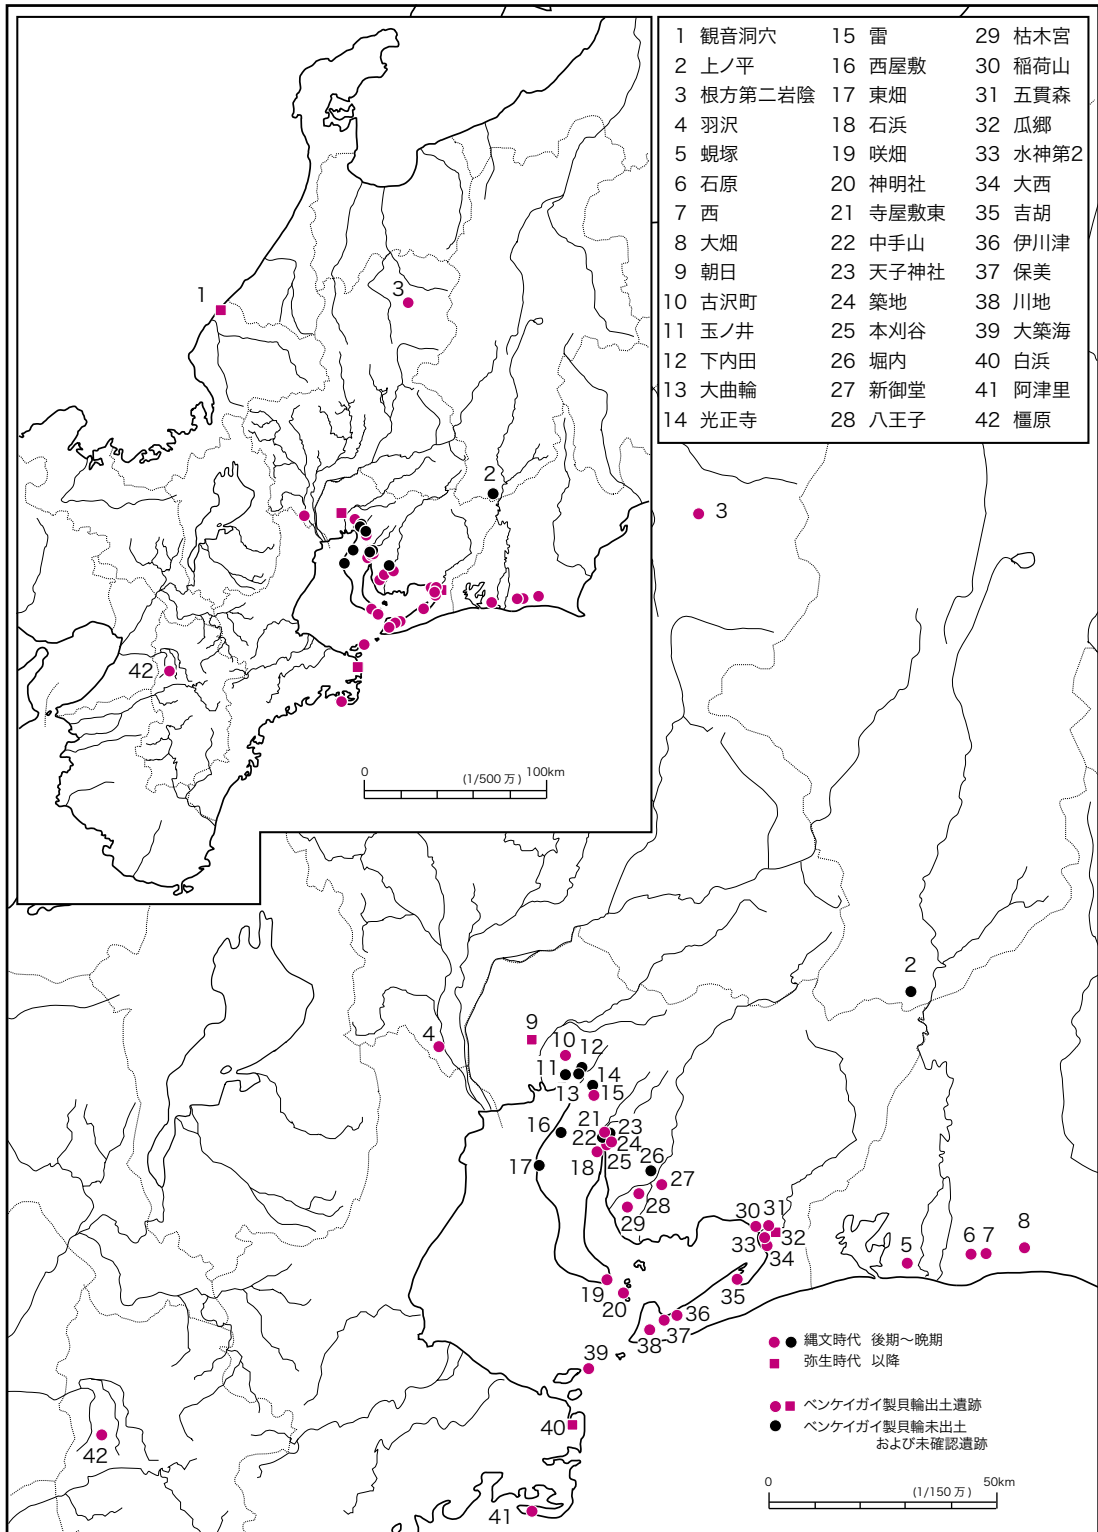 1 観音洞穴
2 上ノ平
3 根方第二岩陰
4 羽沢
5 蜆塚
6 石原
7 西
8 大畑
9 朝日
10 古沢町
11 玉ノ井
12 下内田
13 大曲輪
14 光正寺
15 雷
16 西屋敷
17 東畑
18 石浜
19 咲畑
20 神明社
21 寺屋敷東
22 中手山
23 天子神社
24 築地
25 本刈谷
26 堀内
27 新御堂
28 八王子
29 枯木宮
30 稲荷山
31 五貫森
32 瓜郷
33 水神第2
34 大西
35 吉胡
36 伊川津
37 保美
38 川地
39 大築海
40 白浜
41 阿津里
42 橿原
1
3
2
42
0 100km
(1/500 万)
3
2
4
9
10
12
11
13
14
15
16
21
23
22
24
25
17
18
26
27
28
29
30
31
32
33
34
5
6
7
8
35
19
20
36
37
38
39
40
41
42
縄文時代 後期～晩期
弥生時代 以降
ベンケイガイ製貝輪出土遺跡
ベンケイガイ製貝輪未出土
および未確認遺跡
0 50km
(1/150 万)